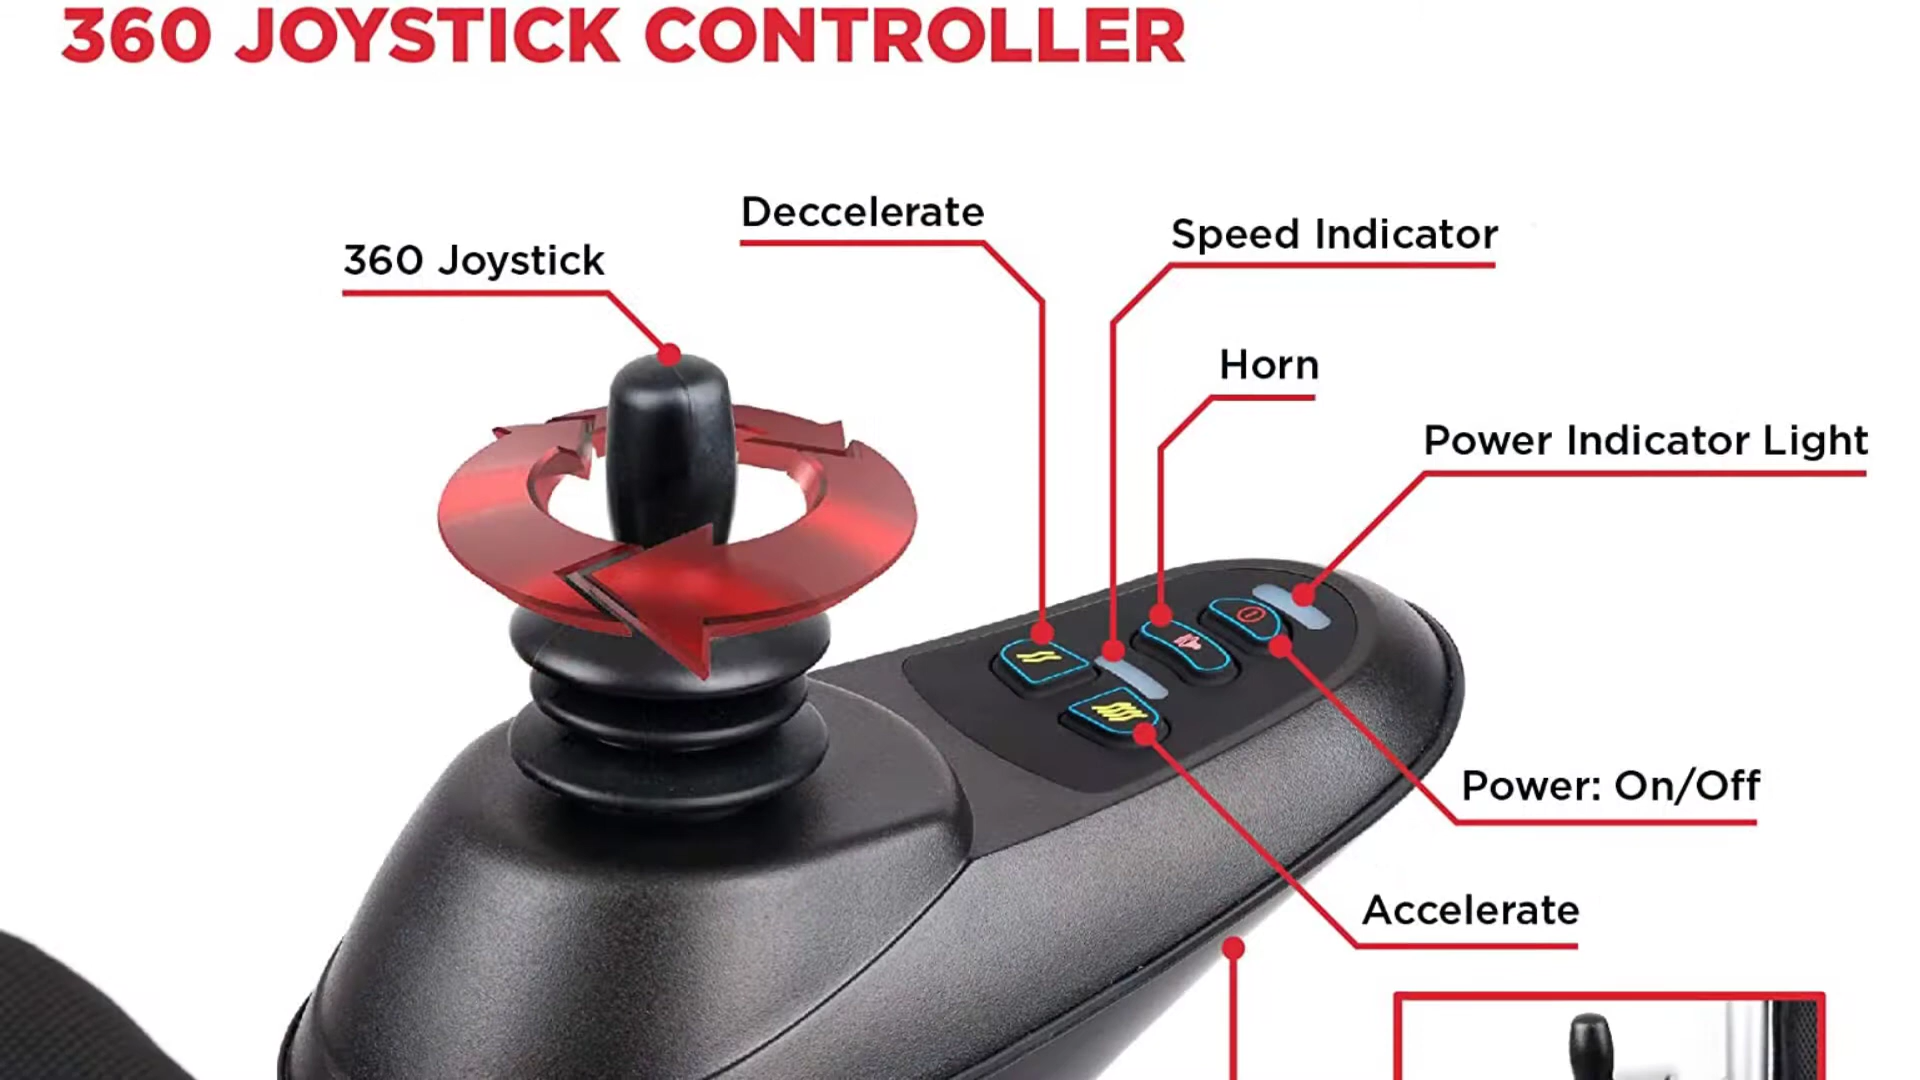 360 JOYSTICK CONTROLLER
Deccelerate
Speed Indicator
360 Joystick
Horn
Power Indicator Light
Power: On/Off
Accelerate